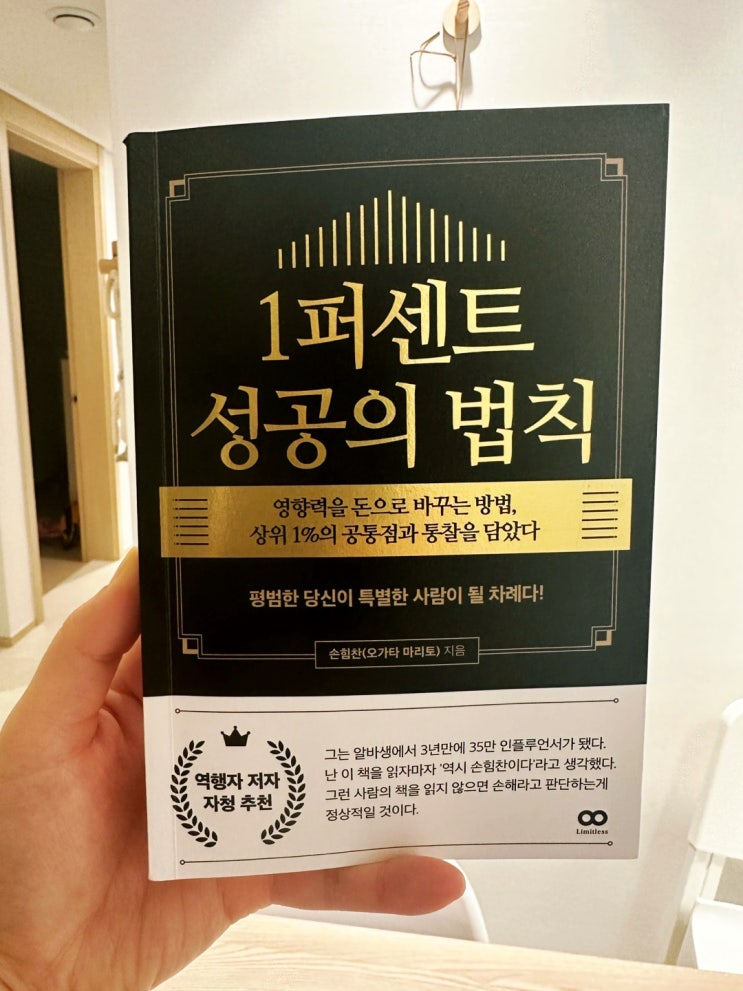 1퍼센트
성공의 법칙
영향력을 돈으로 바꾸는 방법,
상위 1%의 공통점과 통찰을 담았다
평범한 당신이 특별한 사람이 될 차례다!
손힘찬(오가타 마리토) 지음
역행자 저자
자청 추천
그는 알바생에서 3년만에 35만 인플루언서가 됐다.
난 이 책을 읽자마자 '역시 손힘찬이다'라고 생각했다.
그런 사람의 책을 읽지 않으면 손해라고 판단하는게
정상적일 것이다.
Limitless